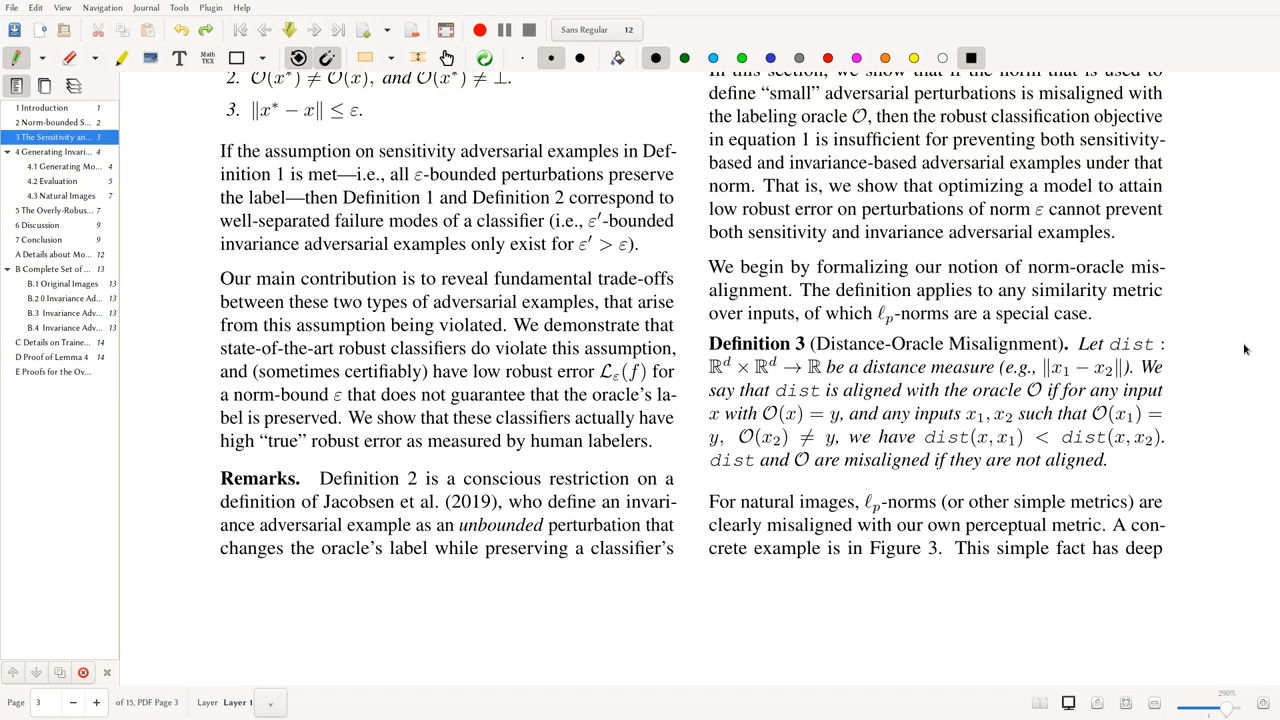 File Edit View Navigation Journal Tools Plugin Help
Sans Regular 12
Math
TEX
1 Introduction 1
2 Norm-bounded S... 2
3 The Sensitivity an... 3
4 Generating Invari... 4
4.1 Generating Mo... 4
4.2 Evaluation 5
4.3 Natural Images 7
5 The Overly-Robus... 7
6 Discussion 9
7 Conclusion 9
A Details about Mo... 12
B Complete Set of ... 13
B.1 Original Images 13
B.2 0 Invariance Ad... 13
B.3 Invariance Adv... 13
B.4 Invariance Adv... 13
C Details on Traine... 14
D Proof of Lemma 4 14
E Proofs for the Ov...
2. O(x*) ≠ O(x), and O(x*) ≠ ⊥.
3. ‖x* − x‖ ≤ ε.
If the assumption on sensitivity adversarial examples in Def-
inition 1 is met—i.e., all ε-bounded perturbations preserve
the label—then Definition 1 and Definition 2 correspond to
well-separated failure modes of a classifier (i.e., ε′-bounded
invariance adversarial examples only exist for ε′ > ε).
Our main contribution is to reveal fundamental trade-offs
between these two types of adversarial examples, that arise
from this assumption being violated. We demonstrate that
state-of-the-art robust classifiers do violate this assumption,
and (sometimes certifiably) have low robust error Lε(f) for
a norm-bound ε that does not guarantee that the oracle's la-
bel is preserved. We show that these classifiers actually have
high “true” robust error as measured by human labelers.
Remarks. Definition 2 is a conscious restriction on a
definition of Jacobsen et al. (2019), who define an invari-
ance adversarial example as an unbounded perturbation that
changes the oracle's label while preserving a classifier's
In this section, we show that if the norm that is used to
define “small” adversarial perturbations is misaligned with
the labeling oracle O, then the robust classification objective
in equation 1 is insufficient for preventing both sensitivity-
based and invariance-based adversarial examples under that
norm. That is, we show that optimizing a model to attain
low robust error on perturbations of norm ε cannot prevent
both sensitivity and invariance adversarial examples.
We begin by formalizing our notion of norm-oracle mis-
alignment. The definition applies to any similarity metric
over inputs, of which ℓp-norms are a special case.
Definition 3 (Distance-Oracle Misalignment). Let dist :
ℝᵈ × ℝᵈ → ℝ be a distance measure (e.g., ‖x₁ − x₂‖). We
say that dist is aligned with the oracle O if for any input
x with O(x) = y, and any inputs x₁, x₂ such that O(x₁) =
y, O(x₂) ≠ y, we have dist(x, x₁) < dist(x, x₂).
dist and O are misaligned if they are not aligned.
For natural images, ℓp-norms (or other simple metrics) are
clearly misaligned with our own perceptual metric. A con-
crete example is in Figure 3. This simple fact has deep
Page 3 of 15, PDF Page 3 Layer Layer 1 290%